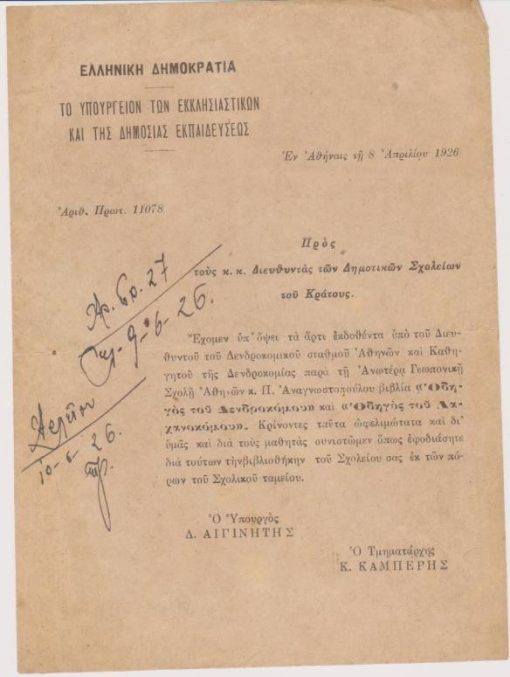 ΕΛΛΗΝΙΚΗ ΔΗΜΟΚΡΑΤΙΑ
ΤΟ ΥΠΟΥΡΓΕΙΟΝ ΤΩΝ ΕΚΚΛΗΣΙΑΣΤΙΚΩΝ
ΚΑΙ ΤΗΣ ΔΗΜΟΣΙΑΣ ΕΚΠΑΙΔΕΥΣΕΩΣ
Ἐν Ἀθήναις τῇ 8 Ἀπριλίου 1926
Ἀριθ. Πρωτ. 11078
Πρὸς
τοὺς κ. κ. Διευθυντὰς τῶν Δημοτικῶν Σχολείων
τοῦ Κράτους.
Ἔχομεν ὑπ' ὄψει τὰ ἄρτι ἐκδοθέντα ὑπὸ τοῦ Διευ-
θυντοῦ τοῦ Δενδροκομικοῦ σταθμοῦ Ἀθηνῶν καὶ Καθη-
γητοῦ τῆς Δενδροκομίας παρὰ τῇ Ἀνωτέρᾳ Γεωπονικῇ
Σχολῇ Ἀθηνῶν κ. Π. Ἀναγνωστοπούλου βιβλία «Ὁδη-
γὸς τοῦ Δενδροκόμου» καὶ «Ὁδηγὸς τοῦ Λα-
χανοκόμου». Κρίνοντες ταῦτα ὠφελιμώτατα καὶ δι'
ὑμᾶς καὶ διὰ τοὺς μαθητὰς συνιστῶμεν ὅπως ἐφοδιάσητε
διὰ τούτων τὴνβιβλιοθήκην τοῦ Σχολείου σας ἐκ τῶν πό-
ρων τοῦ Σχολικοῦ ταμείου.
Ὁ Ὑπουργὸς
Δ. ΑΙΓΙΝΗΤΗΣ
Ὁ Τμηματάρχης
Κ. ΚΑΜΠΕΡΗΣ
27
9-6-26.
10-6-26.